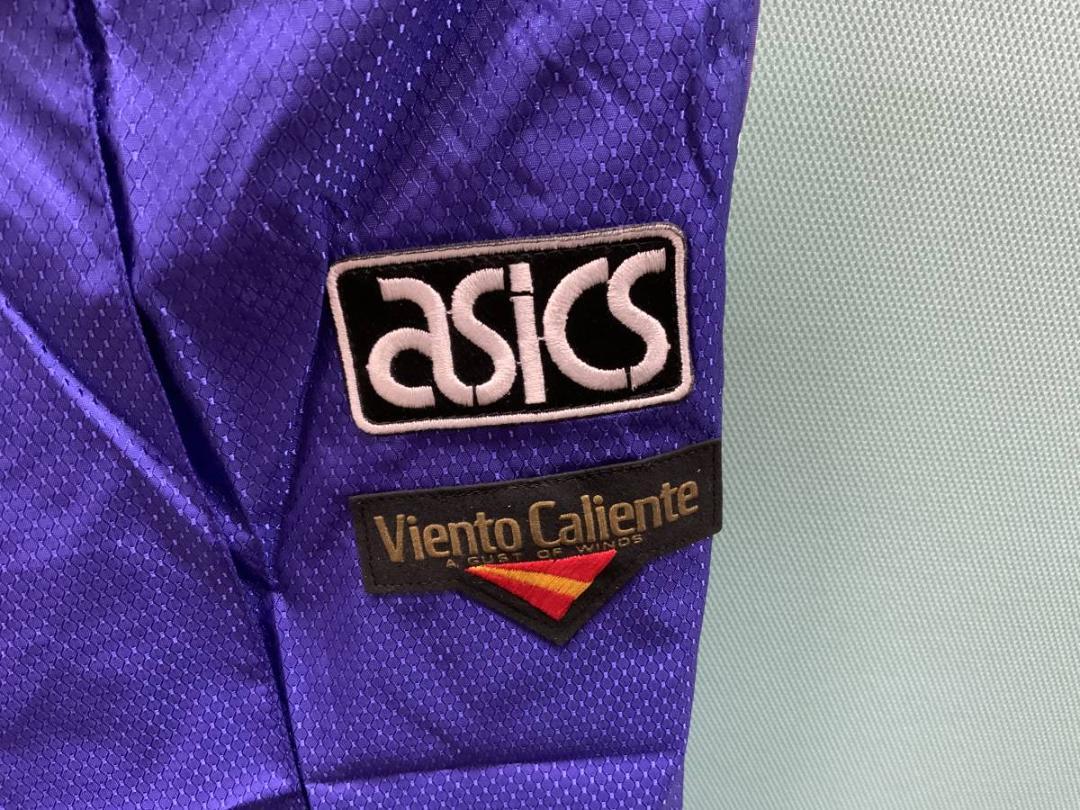 asics
Viento Caliente
A GUST OF WINDS